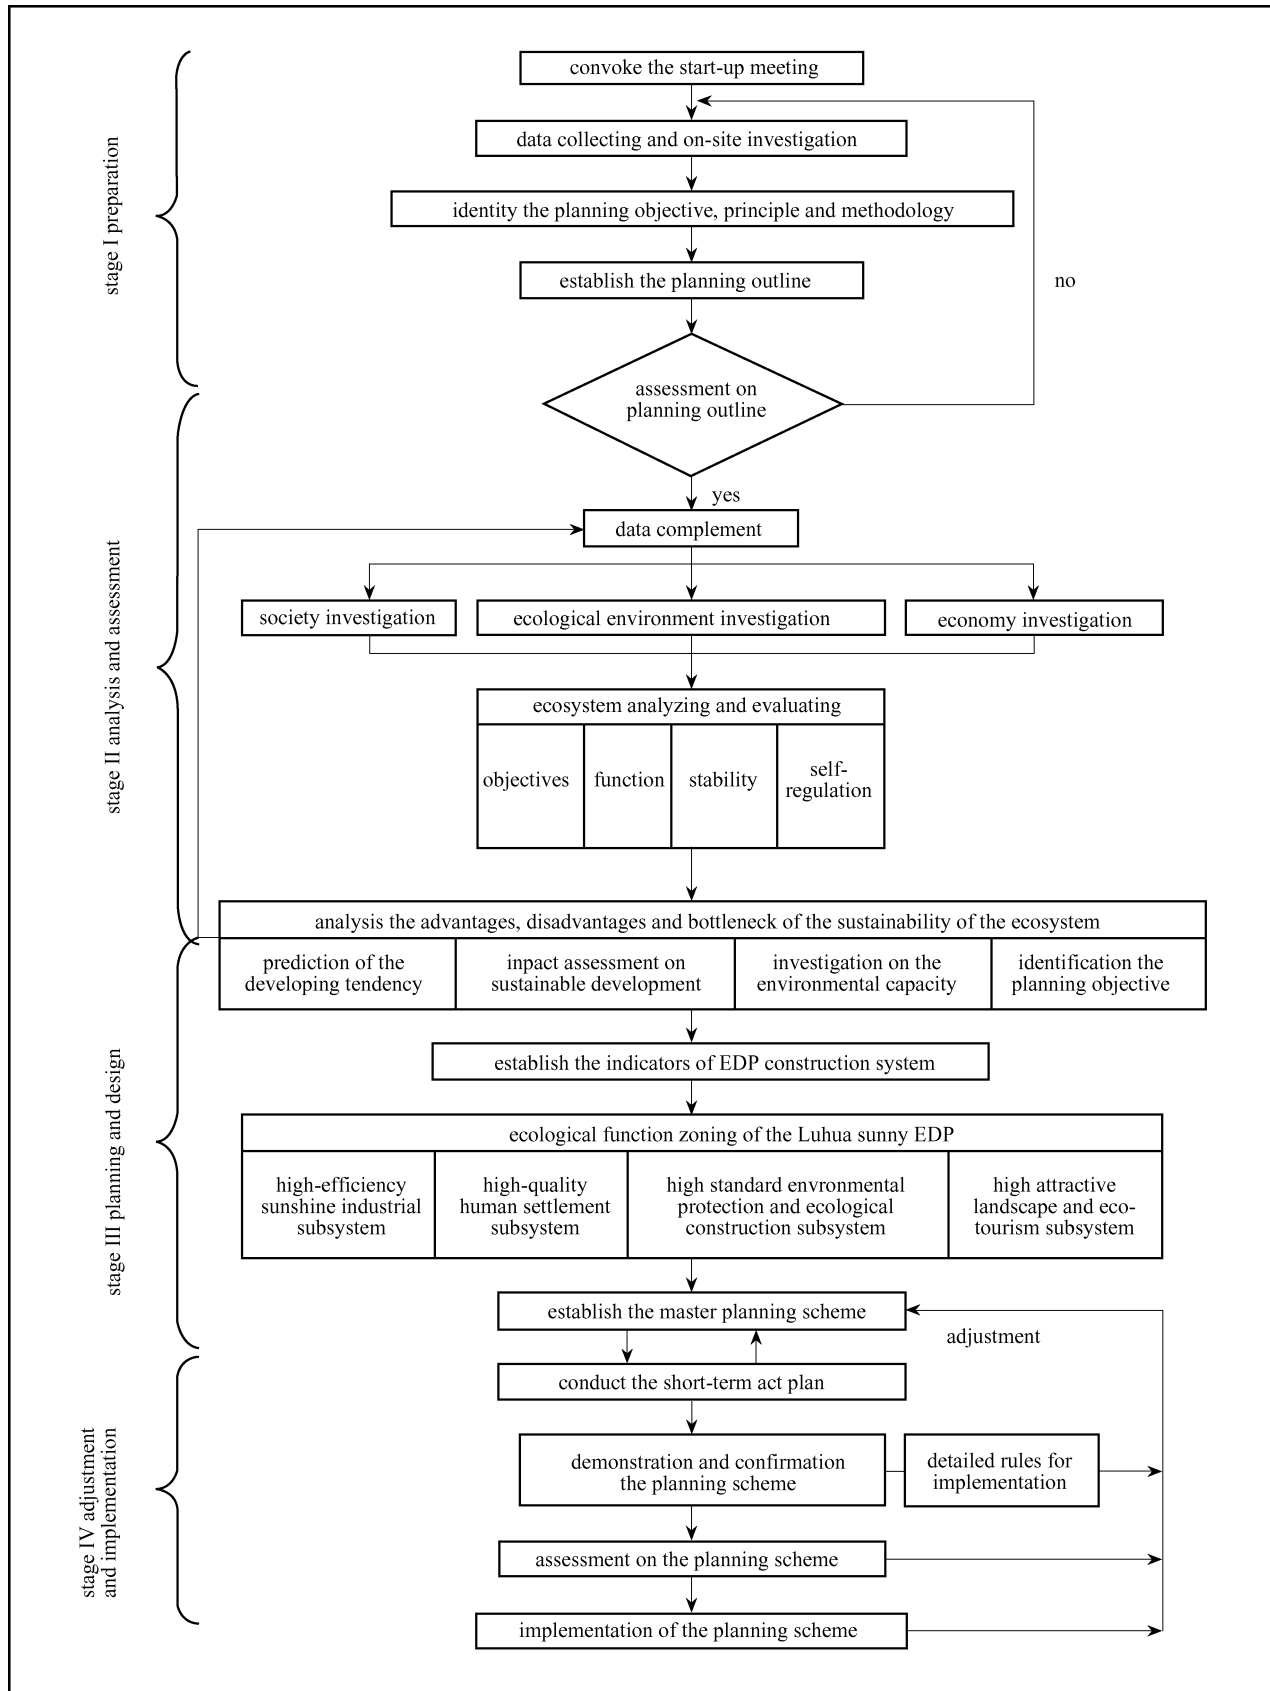 convoke the start-up meeting
data collecting and on-site investigation
identity the planning objective, principle and methodology
establish the planning outline
no
stage I preparation
assessment on
planning outline
yes
data complement
society investigation
ecological environment investigation
economy investigation
stage II analysis and assessment
ecosystem analyzing and evaluating
objectives
function
stability
self-
regulation
analysis the advantages, disadvantages and bottleneck of the sustainability of the ecosystem
prediction of the
developing tendency
inpact assessment on
sustainable development
investigation on the
environmental capacity
identification the
planning objective
establish the indicators of EDP construction system
stage III planning and design
ecological function zoning of the Luhua sunny EDP
high-efficiency
sunshine industrial
subsystem
high-quality
human settlement
subsystem
high standard envronmental
protection and ecological
construction subsystem
high attractive
landscape and eco-
tourism subsystem
establish the master planning scheme
adjustment
conduct the short-term act plan
stage IV adjustment
and implementation
demonstration and confirmation
the planning scheme
detailed rules for
implementation
assessment on the planning scheme
implementation of the planning scheme